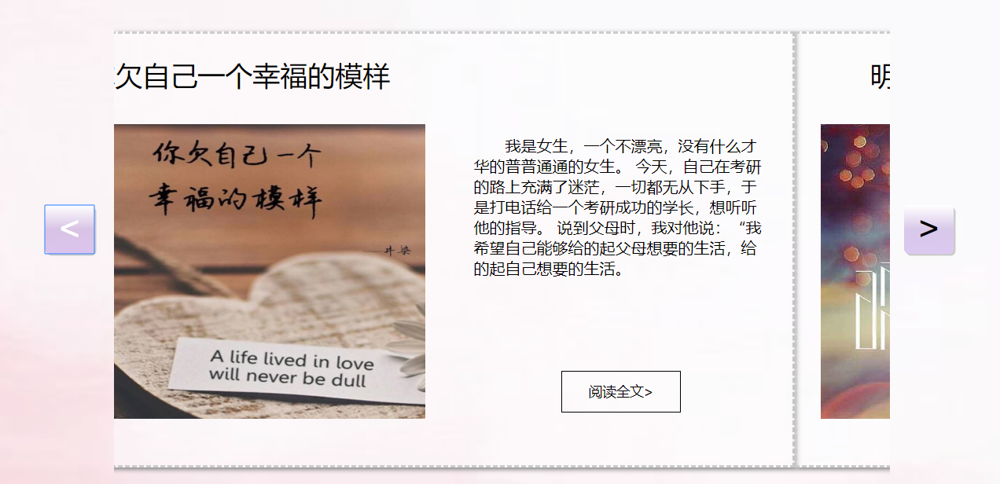 欠自己一个幸福的模样
明
你欠自己一个
幸福的模样
——井染
A life lived in love
will never be dull
我是女生，一个不漂亮，没有什么才
华的普普通通的女生。 今天，自己在考研
的路上充满了迷茫，一切都无从下手，于
是打电话给一个考研成功的学长，想听听
他的指导。 说到父母时，我对他说：“我
希望自己能够给的起父母想要的生活，给
的起自己想要的生活。
<
>
阅读全文>